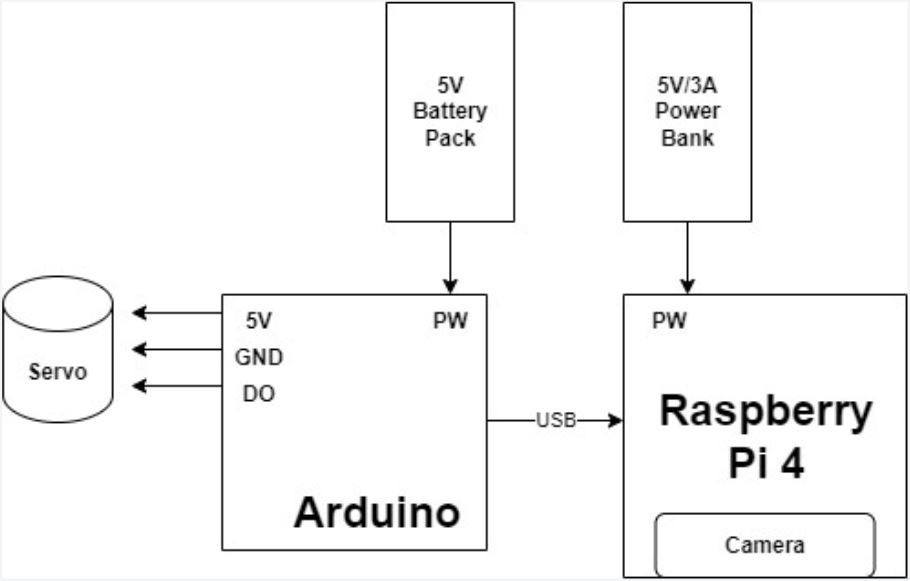 5V
Battery
Pack
5V/3A
Power
Bank
5V
PW
GND
DO
Servo
USB
Arduino
PW
Raspberry
Pi 4
Camera